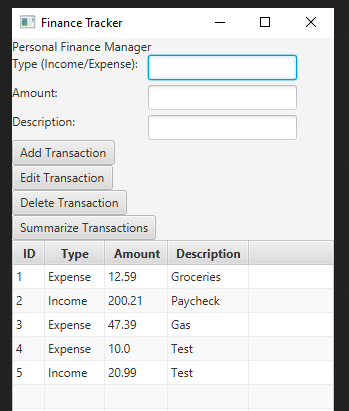 Finance Tracker
Personal Finance Manager
Type (Income/Expense):
Amount:
Description:
Add Transaction
Edit Transaction
Delete Transaction
Summarize Transactions
ID Type Amount Description
1 Expense 12.59 Groceries
2 Income 200.21 Paycheck
3 Expense 47.39 Gas
4 Expense 10.0 Test
5 Income 20.99 Test